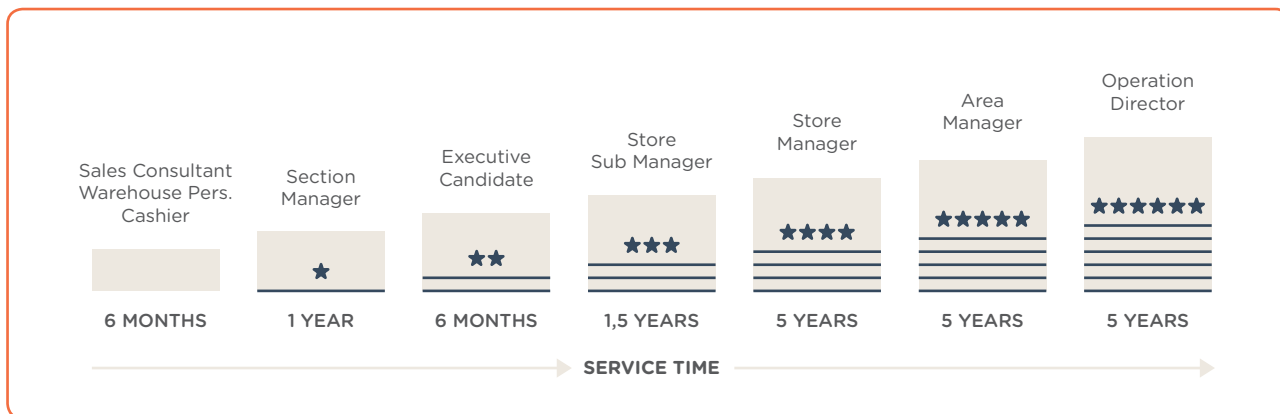 Sales Consultant
Warehouse Pers.
Cashier
Section
Manager
Executive
Candidate
Store
Sub Manager
Store
Manager
Area
Manager
Operation
Director
6 MONTHS
1 YEAR
6 MONTHS
1,5 YEARS
5 YEARS
5 YEARS
5 YEARS
SERVICE TIME